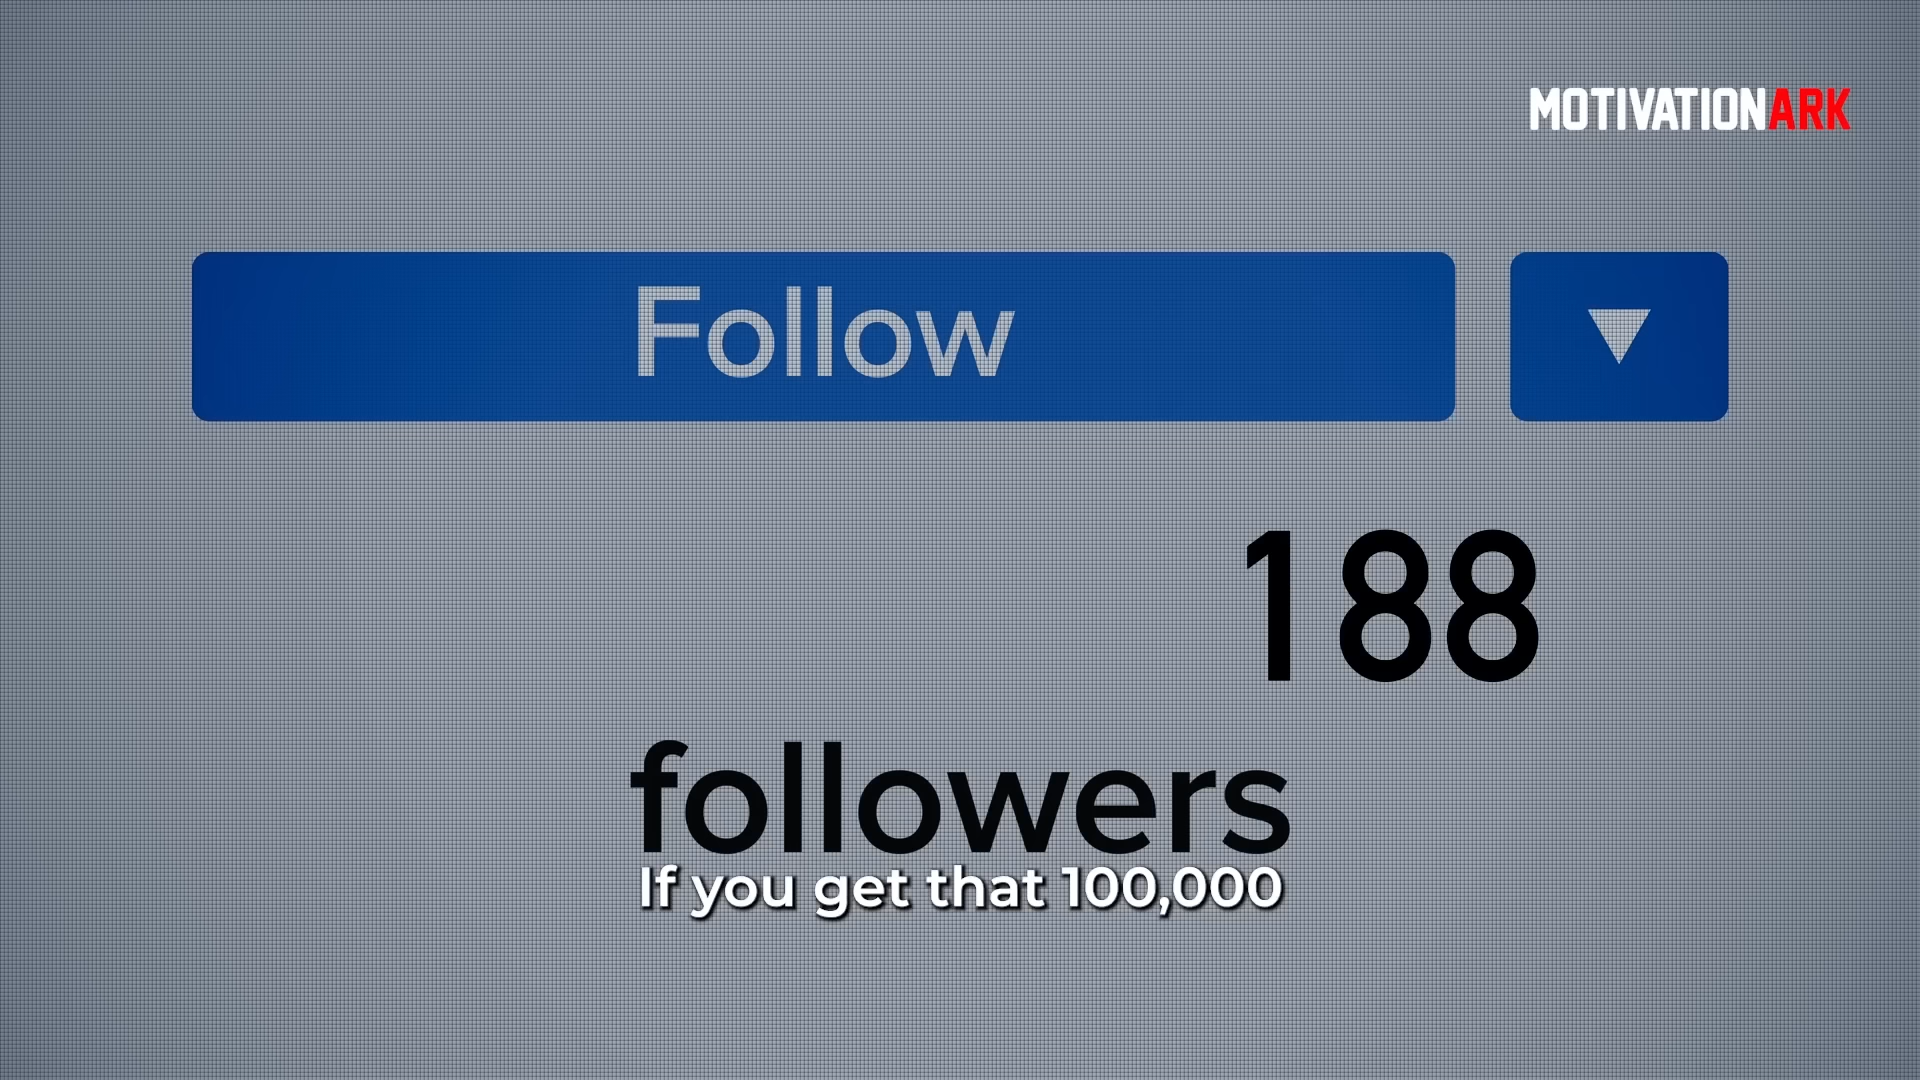 MOTIVATIONARK
Follow
188
followers
If you get that 100,000